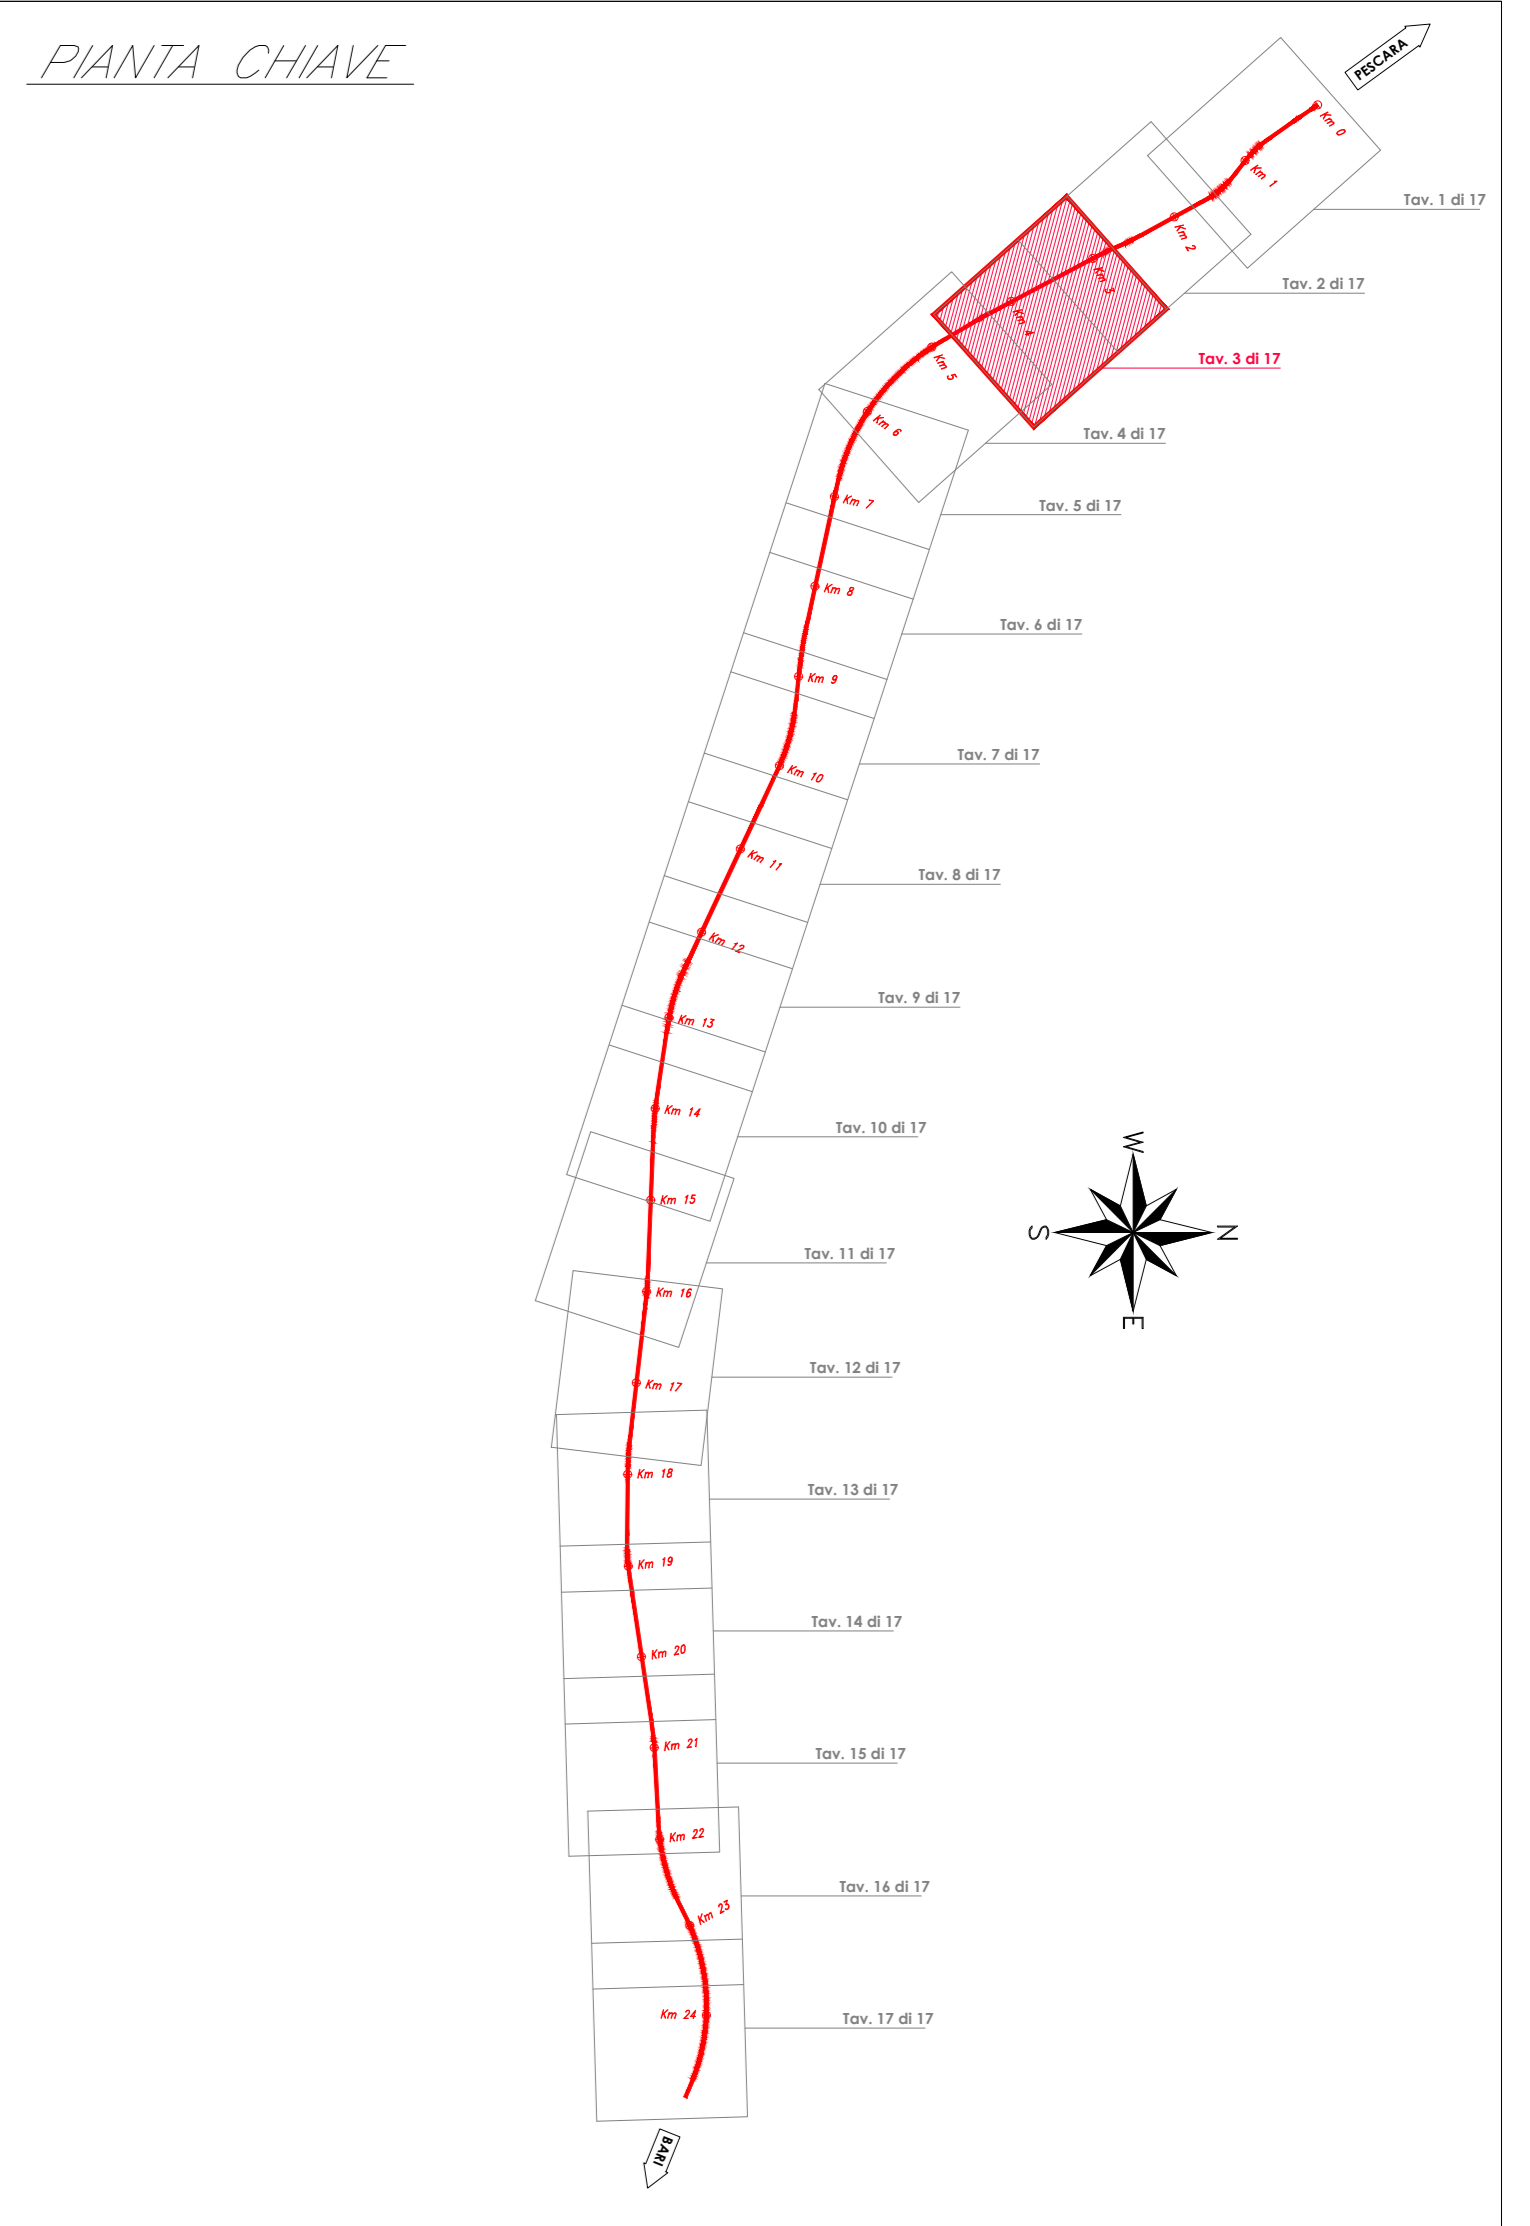 PIANTA CHIAVE
PESCARA
Km 0
Km 1
Tav. 1 di 17
Km 2
Tav. 2 di 17
Km 3
Km 4
Tav. 3 di 17
Km 5
Tav. 4 di 17
Km 6
Km 7
Tav. 5 di 17
Km 8
Tav. 6 di 17
Km 9
Tav. 7 di 17
Km 10
Km 11
Tav. 8 di 17
Km 12
Tav. 9 di 17
Km 13
Km 14
Tav. 10 di 17
W
Km 15
S
N
Tav. 11 di 17
Km 16
E
Tav. 12 di 17
Km 17
Km 18
Tav. 13 di 17
Km 19
Tav. 14 di 17
Km 20
Km 21
Tav. 15 di 17
Km 22
Tav. 16 di 17
Km 23
Km 24
Tav. 17 di 17
BARI